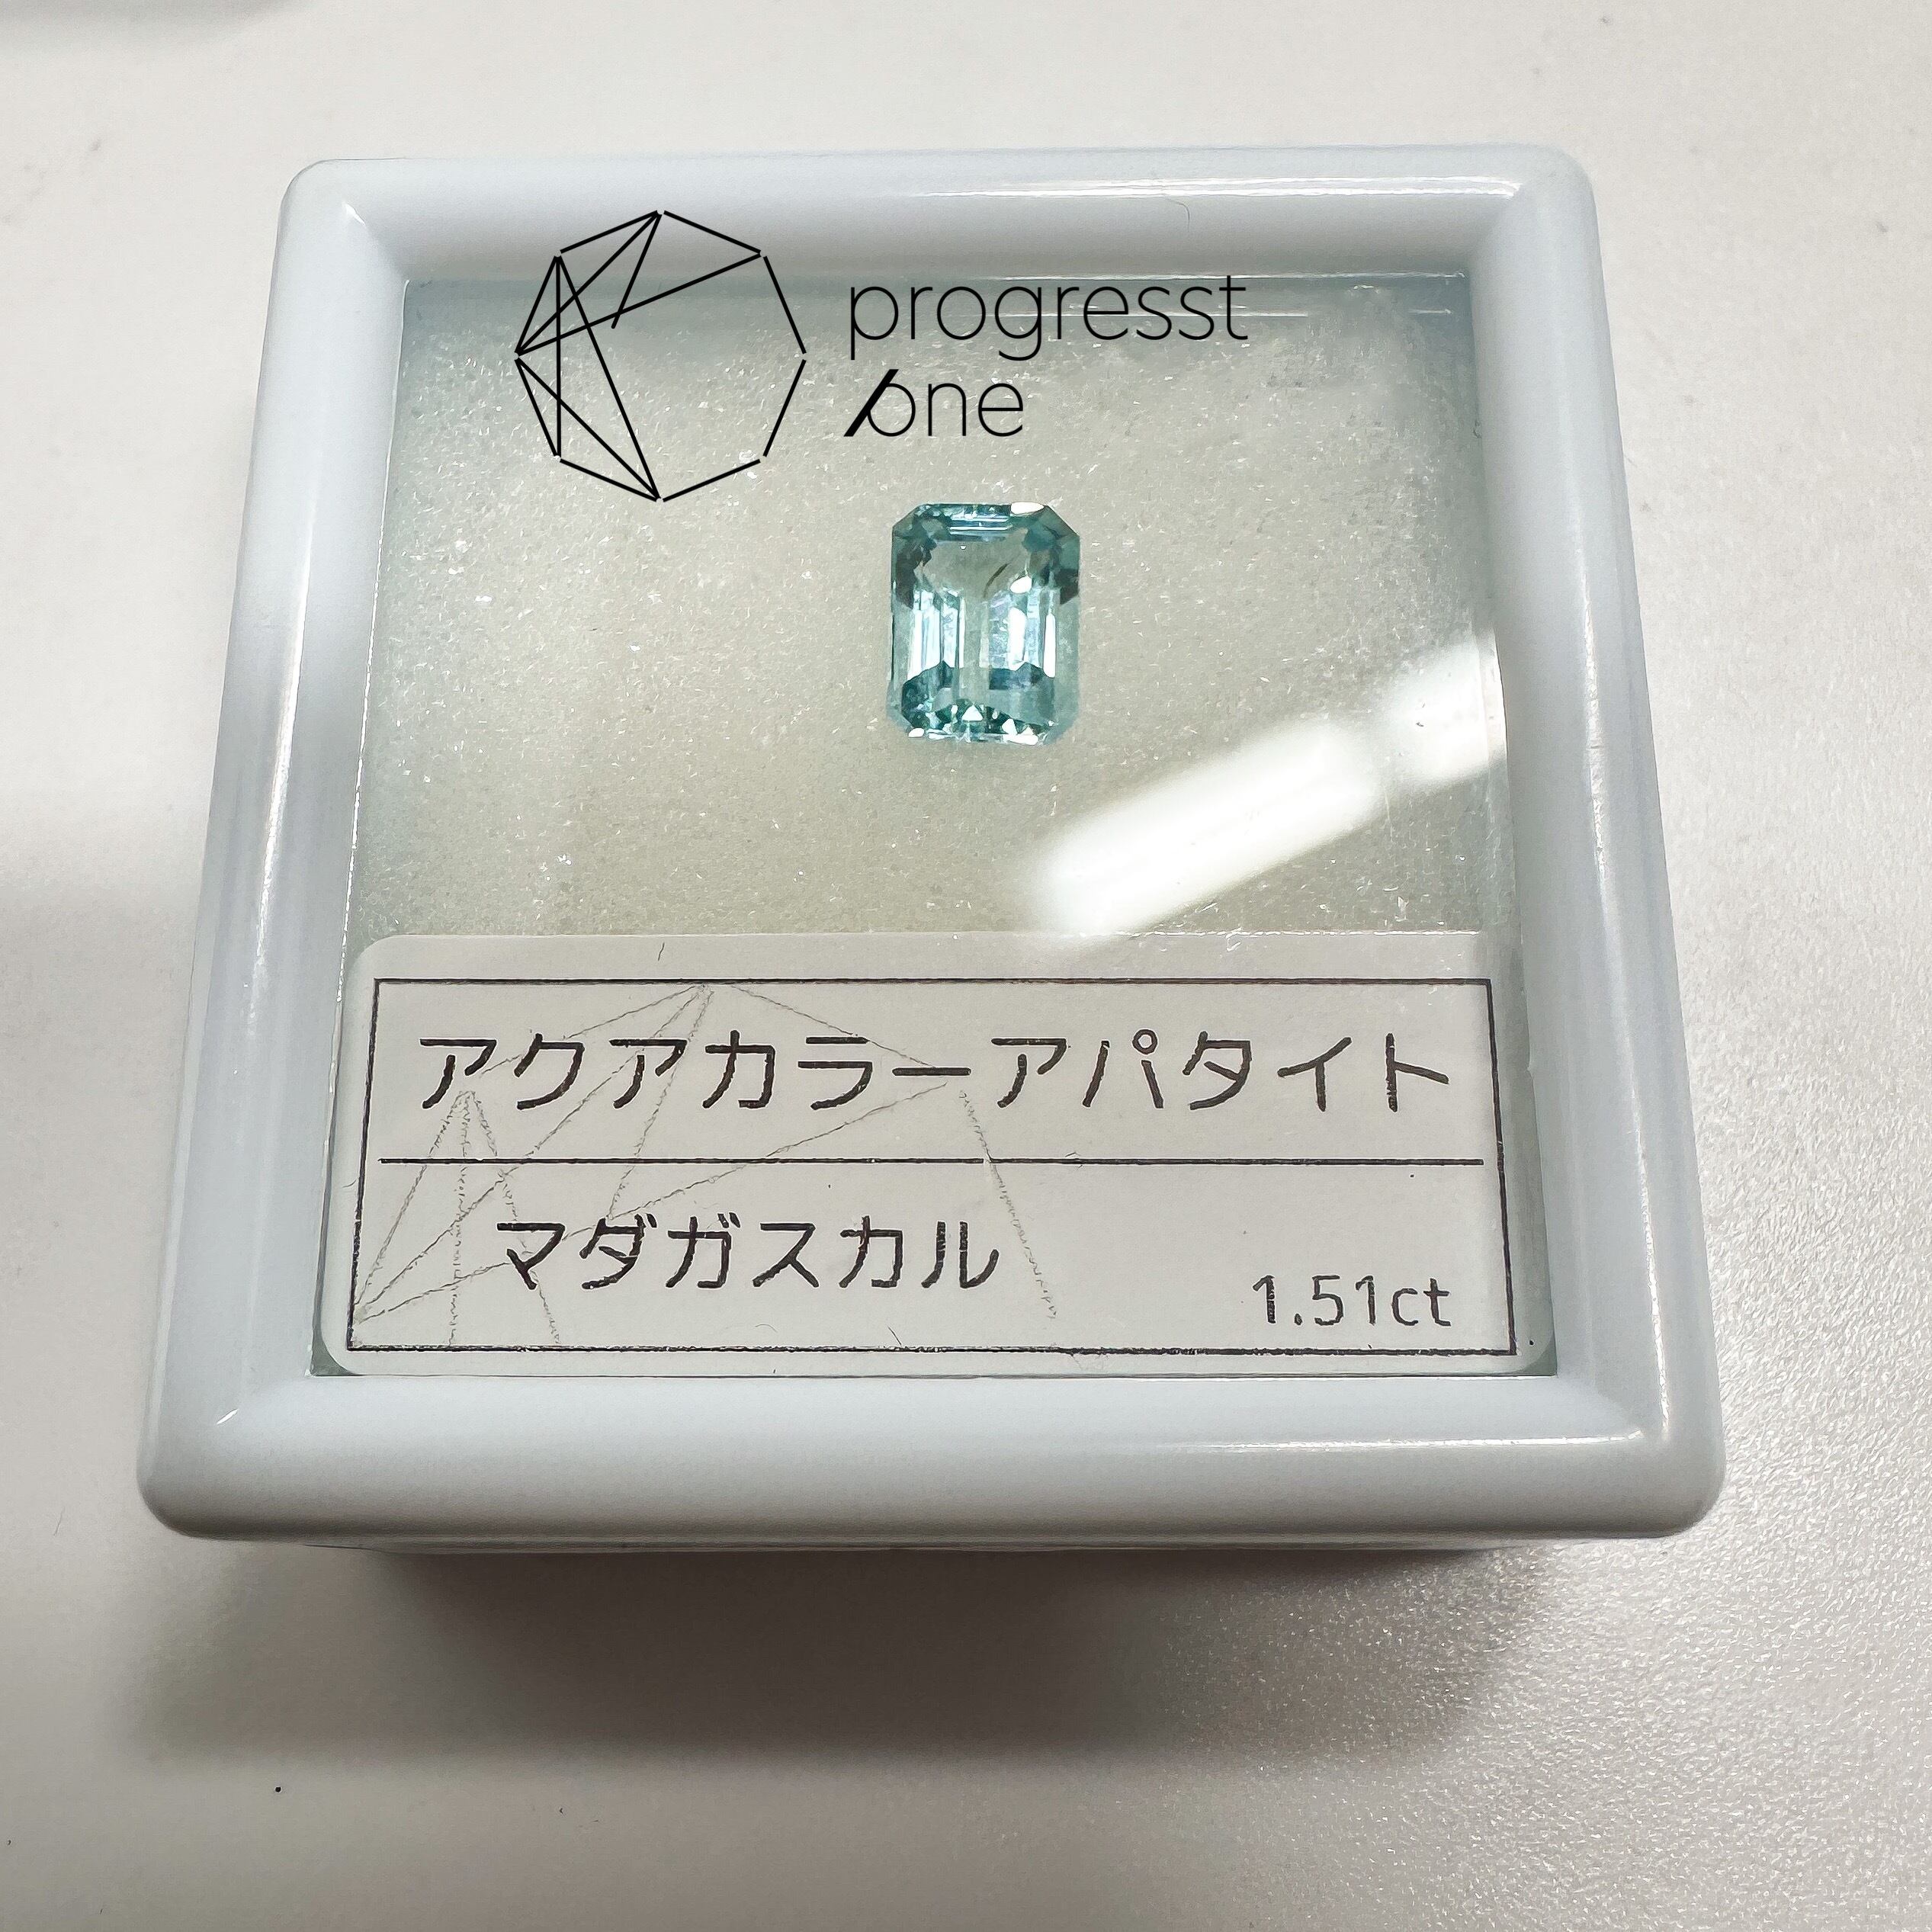 progresst
one
アクアカラーアパタイト
マダガスカル
1.51ct